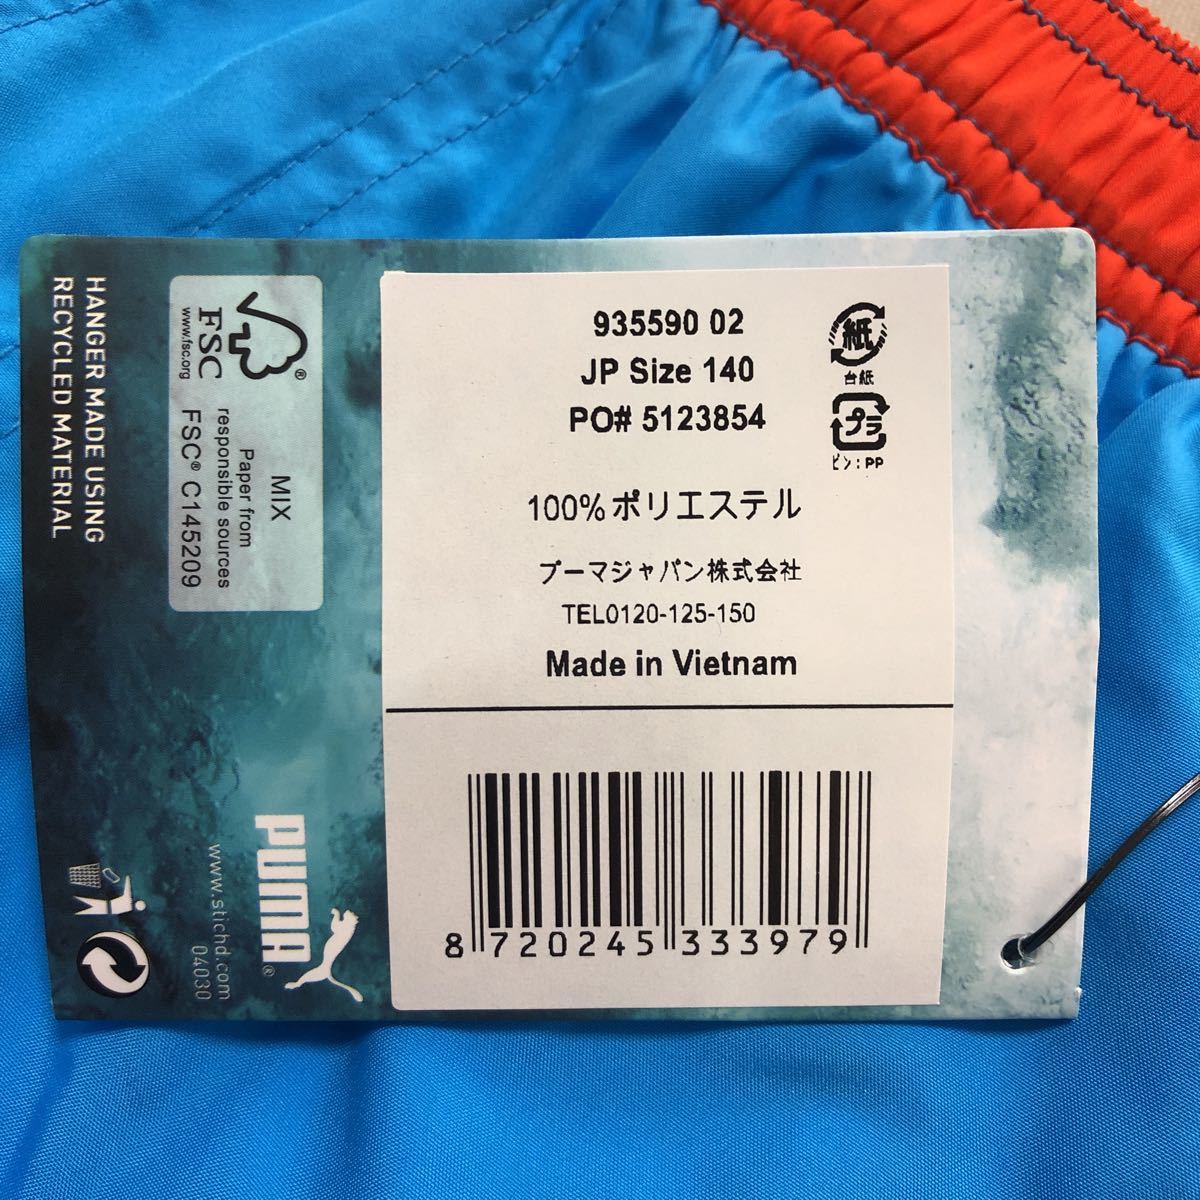 935590 02
JP Size 140
PO# 5123854
紙
台紙
プラ
ピン:PP
100%ポリエステル
プーマジャパン株式会社
TEL0120-125-150
Made in Vietnam
8 720245 333979
HANGER MADE USING
RECYCLED MATERIAL
FSC
www.fsc.org
®
MIX
Paper from
responsible sources
FSC® C145209
PUMA®
www.stichd.com
04030